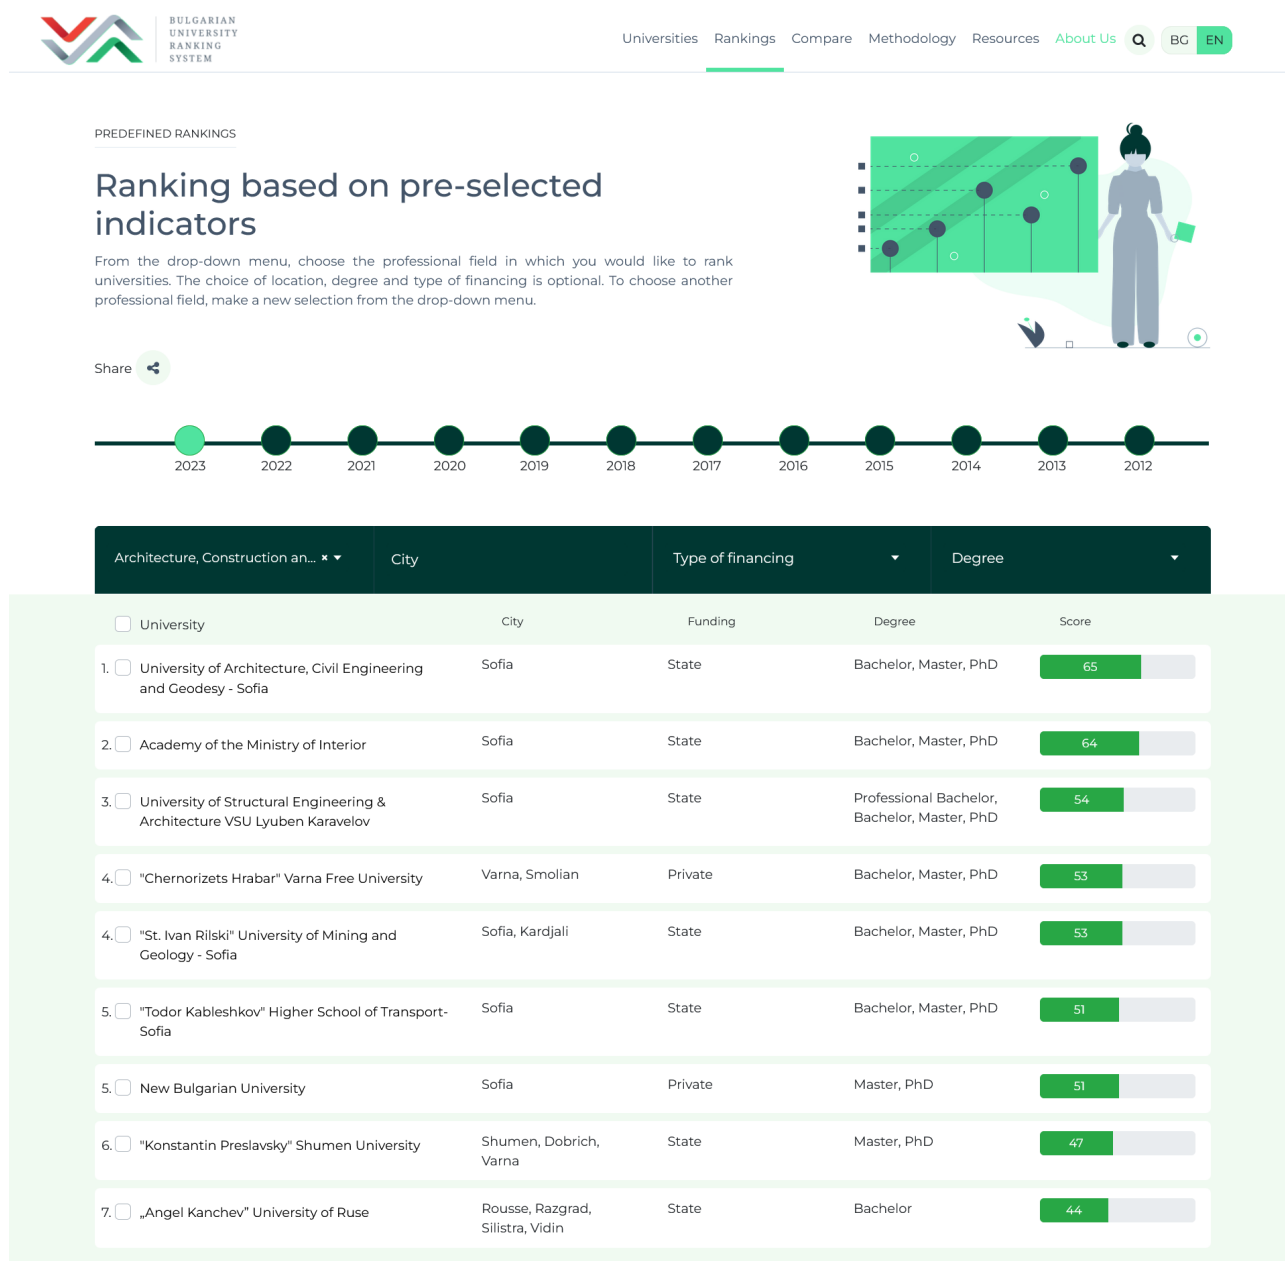 BULGARIAN
UNIVERSITY
RANKING
SYSTEM
Universities Rankings Compare Methodology Resources About Us BG EN
PREDEFINED RANKINGS
Ranking based on pre-selected
indicators
From the drop-down menu, choose the professional field in which you would like to rank
universities. The choice of location, degree and type of financing is optional. To choose another
professional field, make a new selection from the drop-down menu.
Share
2023 2022 2021 2020 2019 2018 2017 2016 2015 2014 2013 2012
Architecture, Construction an... × City Type of financing Degree
University City Funding Degree Score
1. University of Architecture, Civil Engineering Sofia State Bachelor, Master, PhD 65
and Geodesy - Sofia
2. Academy of the Ministry of Interior Sofia State Bachelor, Master, PhD 64
3. University of Structural Engineering & Sofia State Professional Bachelor, 54
Architecture VSU Lyuben Karavelov Bachelor, Master, PhD
4. "Chernorizets Hrabar" Varna Free University Varna, Smolian Private Bachelor, Master, PhD 53
4. "St. Ivan Rilski" University of Mining and Sofia, Kardjali State Bachelor, Master, PhD 53
Geology - Sofia
5. "Todor Kableshkov" Higher School of Transport- Sofia State Bachelor, Master, PhD 51
Sofia
5. New Bulgarian University Sofia Private Master, PhD 51
6. "Konstantin Preslavsky" Shumen University Shumen, Dobrich, State Master, PhD 47
Varna
7. „Angel Kanchev” University of Ruse Rousse, Razgrad, State Bachelor 44
Silistra, Vidin